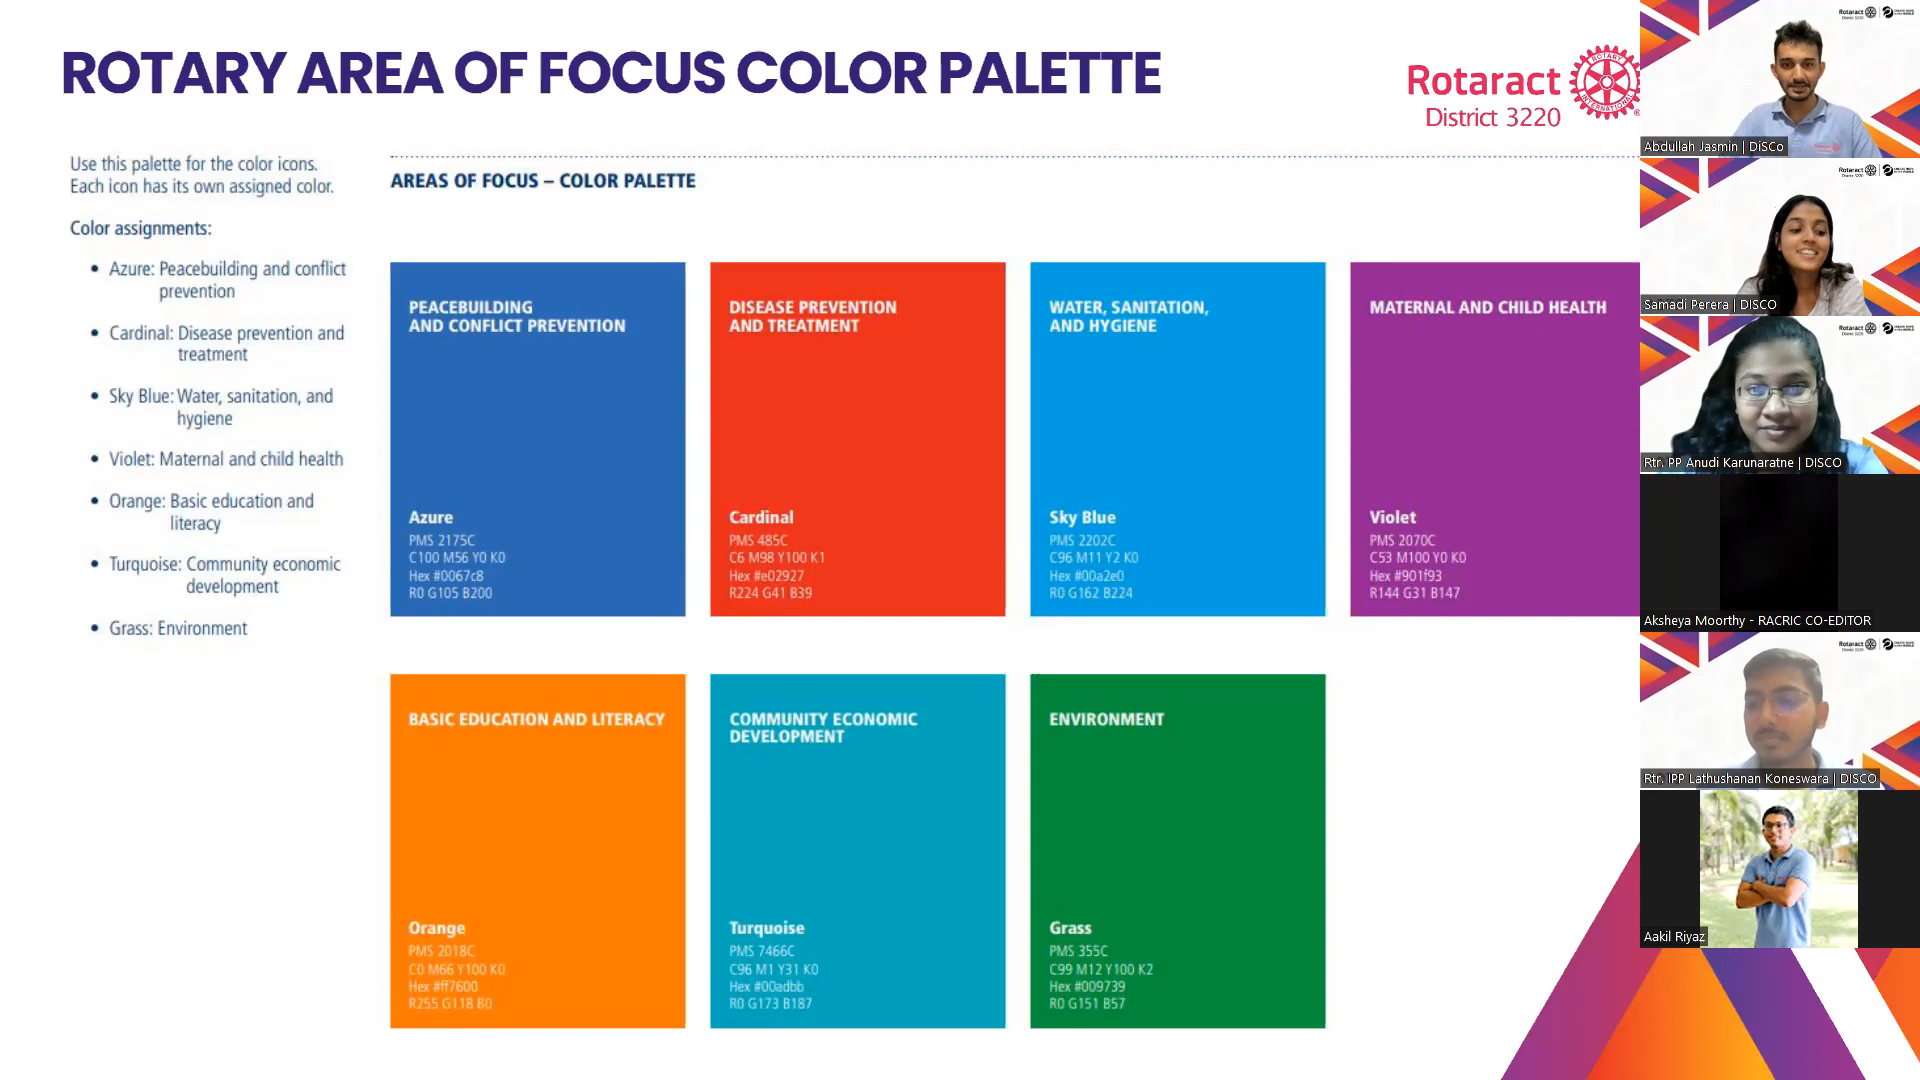 ROTARY AREA OF FOCUS COLOR PALETTE
Rotaract
District 3220
ROTARY
INTERNATIONAL
Use this palette for the color icons.
Each icon has its own assigned color.
Color assignments:
• Azure: Peacebuilding and conflict
prevention
• Cardinal: Disease prevention and
treatment
• Sky Blue: Water, sanitation, and
hygiene
• Violet: Maternal and child health
• Orange: Basic education and
literacy
• Turquoise: Community economic
development
• Grass: Environment
AREAS OF FOCUS – COLOR PALETTE
PEACEBUILDING
AND CONFLICT PREVENTION
Azure
PMS 2175C
C100 M56 Y0 K0
Hex #0067c8
R0 G105 B200
DISEASE PREVENTION
AND TREATMENT
Cardinal
PMS 485C
C6 M98 Y100 K1
Hex #e02927
R224 G41 B39
WATER, SANITATION,
AND HYGIENE
Sky Blue
PMS 2202C
C96 M11 Y2 K0
Hex #00a2e0
R0 G162 B224
MATERNAL AND CHILD HEALTH
Violet
PMS 2070C
C53 M100 Y0 K0
Hex #901f93
R144 G31 B147
BASIC EDUCATION AND LITERACY
Orange
PMS 2018C
C0 M66 Y100 K0
Hex #ff7600
R255 G118 B0
COMMUNITY ECONOMIC
DEVELOPMENT
Turquoise
PMS 7466C
C96 M1 Y31 K0
Hex #00adbb
R0 G173 B187
ENVIRONMENT
Grass
PMS 355C
C99 M12 Y100 K2
Hex #009739
R0 G151 B57
Rotaract
Abdullah Jasmin | DiSCo
Rotaract
Samadi Perera | DISCO
Rotaract
Rtr. PP Anudi Karunaratne | DISCO
Aksheya Moorthy - RACRIC CO-EDITOR
Rotaract
Rtr. IPP Lathushanan Koneswara | DISCO
Aakil Riyaz